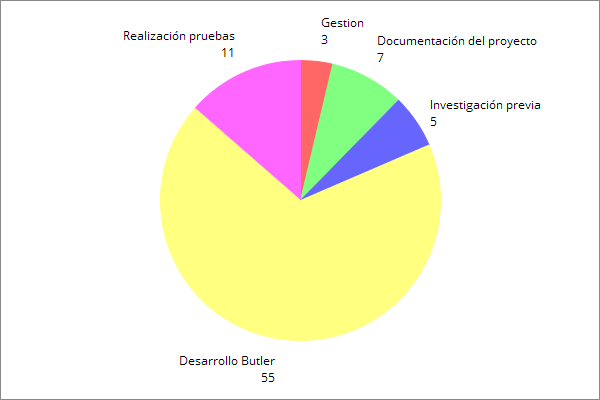 Gestion
3
Documentación del proyecto
7
Investigación previa
5
Desarrollo Butler
55
Realización pruebas
11